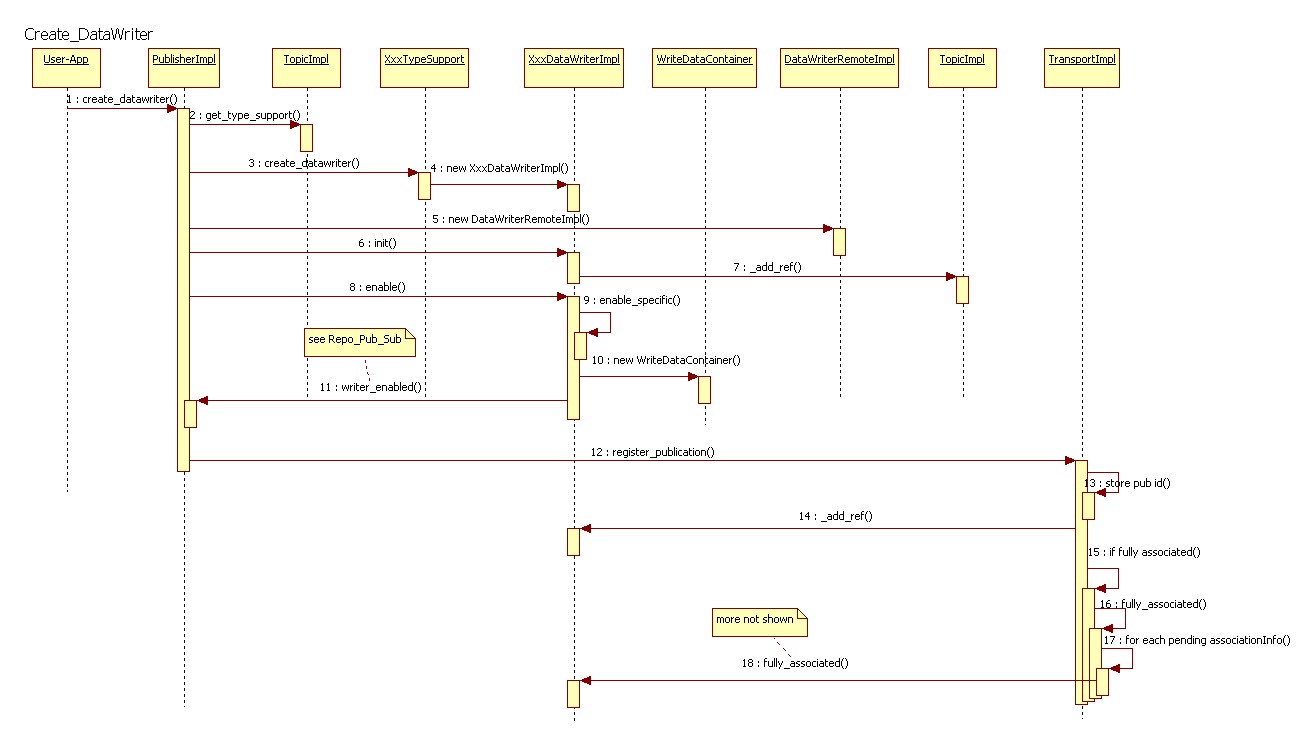 Create_DataWriter
User-App
PublisherImpl
TopicImpl
XxxTypeSupport
XxxDataWriterImpl
WriteDataContainer
DataWriterRemoteImpl
TopicImpl
TransportImpl
1 : create_datawriter()
2 : get_type_support()
3 : create_datawriter()
4 : new XxxDataWriterImpl()
5 : new DataWriterRemoteImpl()
6 : init()
7 : _add_ref()
8 : enable()
9 : enable_specific()
see Repo_Pub_Sub
10 : new WriteDataContainer()
11 : writer_enabled()
12 : register_publication()
13 : store pub id()
14 : _add_ref()
15 : if fully associated()
16 : fully_associated()
more not shown
17 : for each pending associationInfo()
18 : fully_associated()